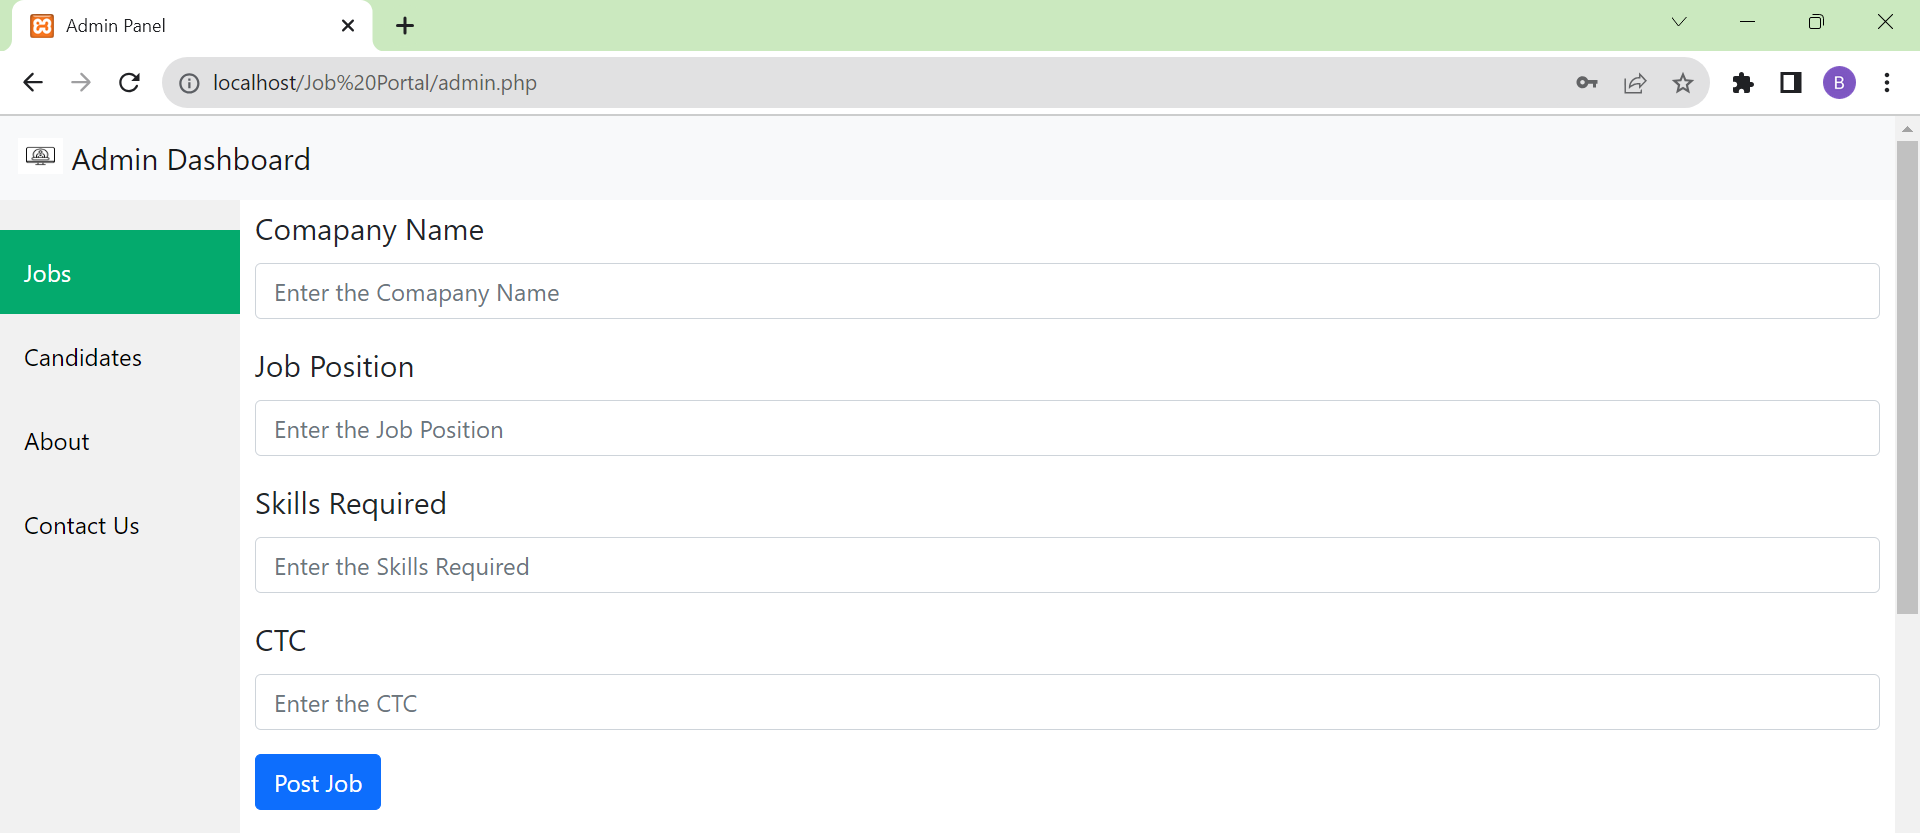 Admin Panel
localhost/Job%20Portal/admin.php
B
Admin Dashboard
Jobs
Candidates
About
Contact Us
Comapany Name
Enter the Comapany Name
Job Position
Enter the Job Position
Skills Required
Enter the Skills Required
CTC
Enter the CTC
Post Job